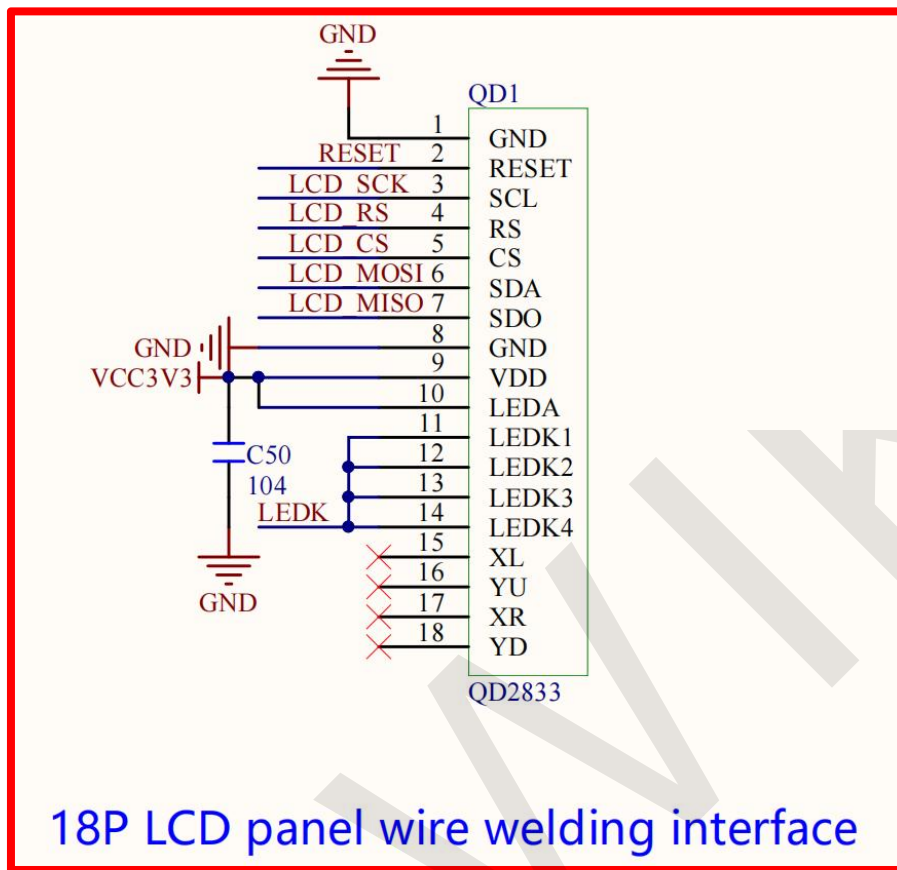 GND
QD1
1 GND
RESET 2 RESET
LCD_SCK 3 SCL
LCD_RS 4 RS
LCD_CS 5 CS
LCD_MOSI 6 SDA
LCD_MISO 7 SDO
GND 8 GND
VCC3V3 9 VDD
10 LEDA
11 LEDK1
C50 12 LEDK2
104 13 LEDK3
LEDK 14 LEDK4
15 XL
16 YU
GND 17 XR
18 YD
QD2833
18P LCD panel wire welding interface